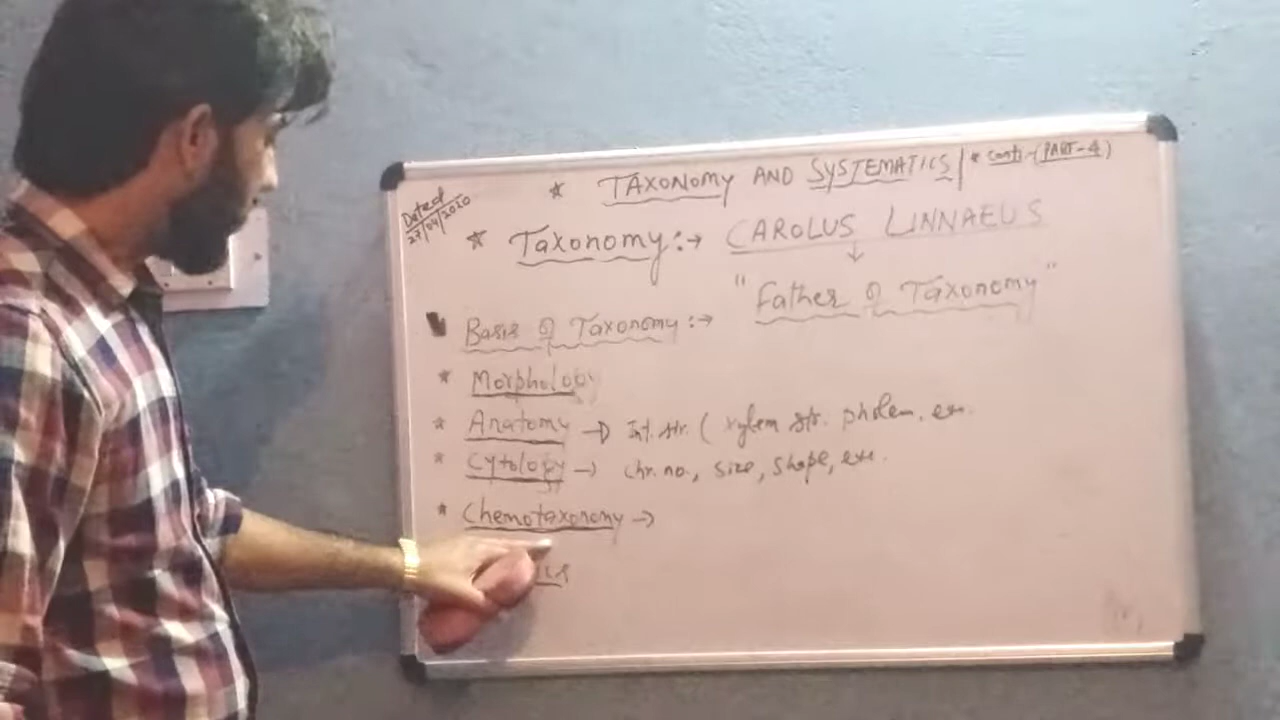 * TAXONOMY AND SYSTEMATICS / * conti-(PART-4)
Dated
27/04/2020
* Taxonomy:→ CAROLUS LINNAEUS
↓
"Father of Taxonomy"
Basis of Taxonomy:→
* Morphology
* Anatomy → Int. str. ( xylem str. phloem, etc.
* Cytology → Chr. no., size, shape, etc.
* Chemotaxonomy →